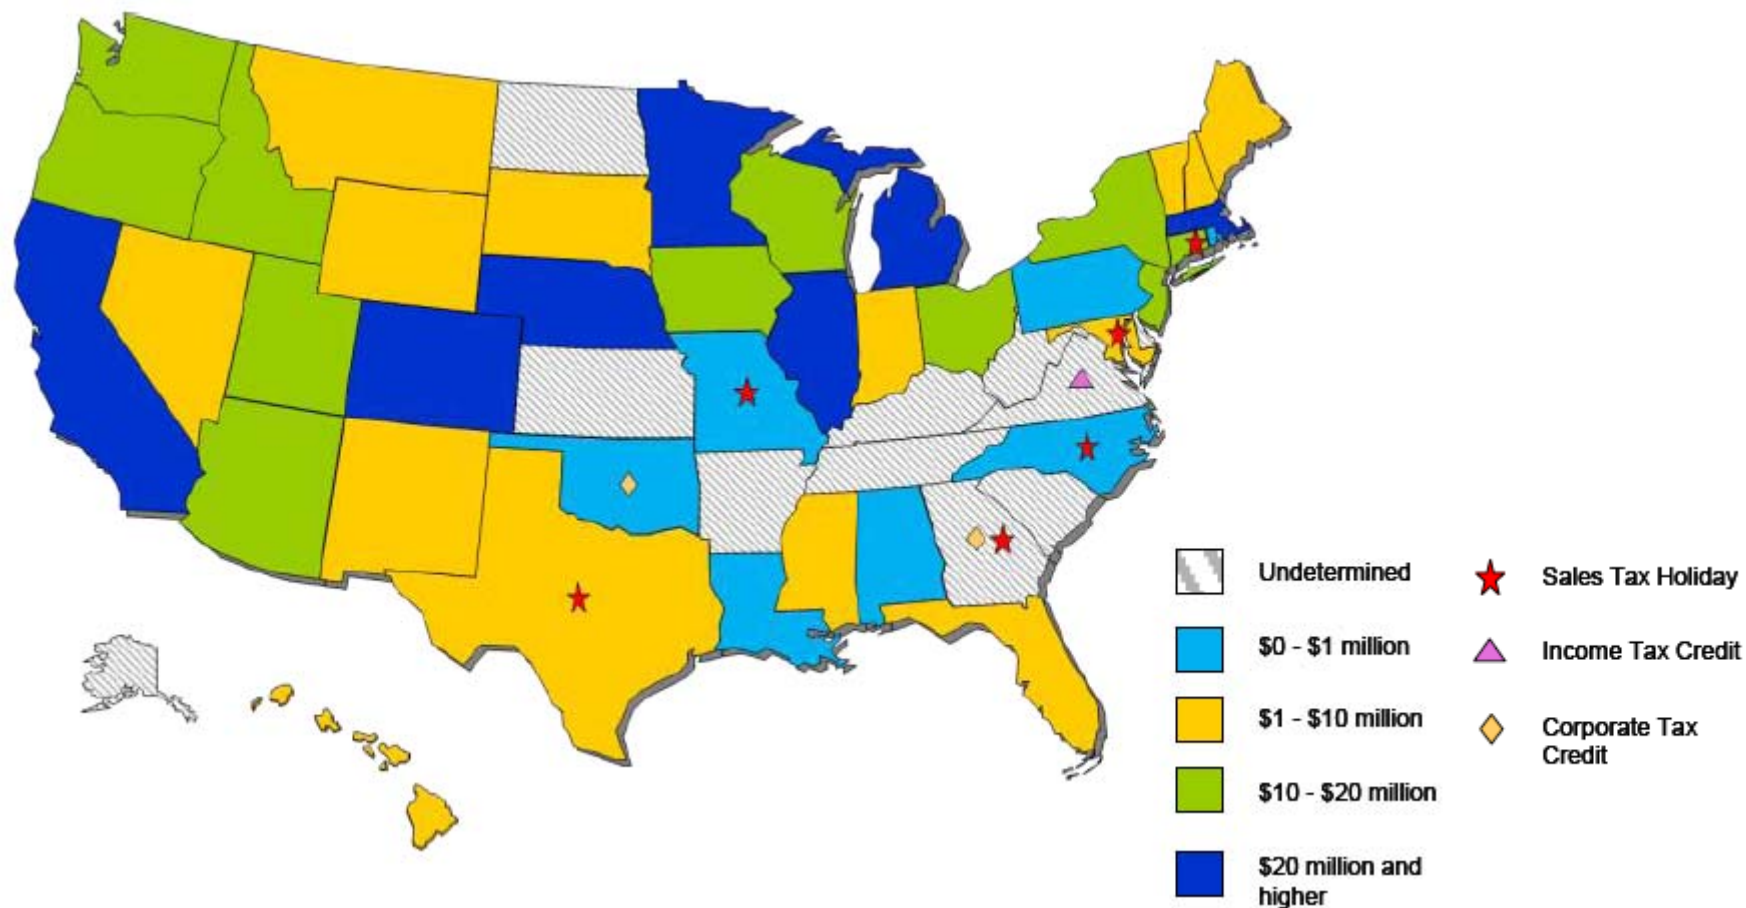 Undetermined
$0 - $1 million
$1 - $10 million
$10 - $20 million
$20 million and
higher
Sales Tax Holiday
Income Tax Credit
Corporate Tax
Credit